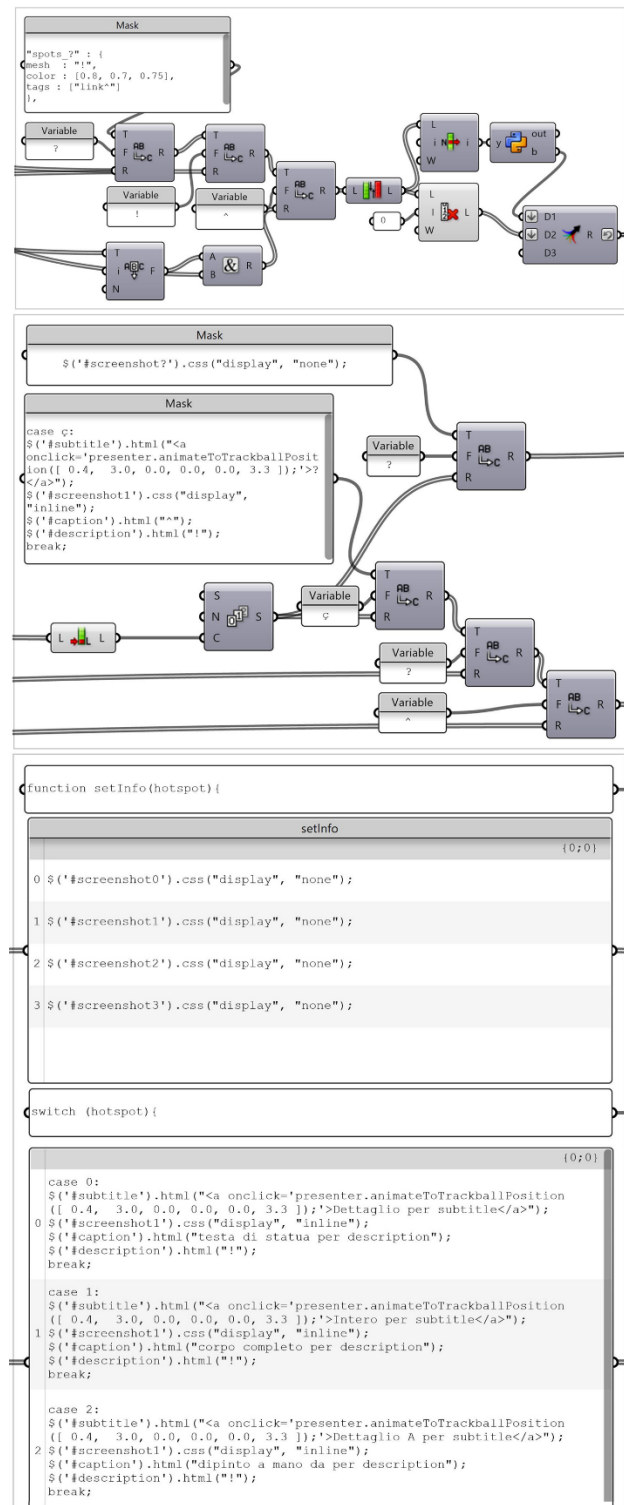 Mask
"spots_?" : {
mesh  : "!",
color : [0.8, 0.7, 0.75],
tags : ["link^"]
},
Variable
?
T
F
R
AB
C
R
T
F
R
AB
C
R
Variable
!
Variable
^
T
F
R
AB
C
R
L
L
L
i
W
N
i
y
out
b
0
L
I
W
L
D1
D2
D3
T
i
N
F
A
B
&
R
Mask
$('#screenshot?').css("display", "none");
Mask
case ç:
$('#subtitle').html("<a
onclick='presenter.animateToTrackballPosit
ion([ 0.4,  3.0, 0.0, 0.0, 0.0, 3.3 ]);'>?
</a>");
$('#screenshot1').css("display",
"inline");
$('#caption').html("^");
$('#description').html("!");
break;
Variable
?
T
F
R
AB
C
R
L
L
S
N
C
S
Variable
ç
T
F
R
AB
C
R
Variable
?
T
F
R
AB
C
R
Variable
^
T
F
R
AB
C
R
function setInfo(hotspot){
setInfo
{0;0}
0 $('#screenshot0').css("display", "none");
1 $('#screenshot1').css("display", "none");
2 $('#screenshot2').css("display", "none");
3 $('#screenshot3').css("display", "none");
switch (hotspot){
{0;0}
case 0:
$('#subtitle').html("<a onclick='presenter.animateToTrackballPosition
([ 0.4,  3.0, 0.0, 0.0, 0.0, 3.3 ]);'>Dettaglio per subtitle</a>");
0 $('#screenshot1').css("display", "inline");
$('#caption').html("testa di statua per description");
$('#description').html("!");
break;
case 1:
$('#subtitle').html("<a onclick='presenter.animateToTrackballPosition
([ 0.4,  3.0, 0.0, 0.0, 0.0, 3.3 ]);'>Intero per subtitle</a>");
1 $('#screenshot1').css("display", "inline");
$('#caption').html("corpo completo per description");
$('#description').html("!");
break;
case 2:
$('#subtitle').html("<a onclick='presenter.animateToTrackballPosition
([ 0.4,  3.0, 0.0, 0.0, 0.0, 3.3 ]);'>Dettaglio A per subtitle</a>");
2 $('#screenshot1').css("display", "inline");
$('#caption').html("dipinto a mano da per description");
$('#description').html("!");
break;